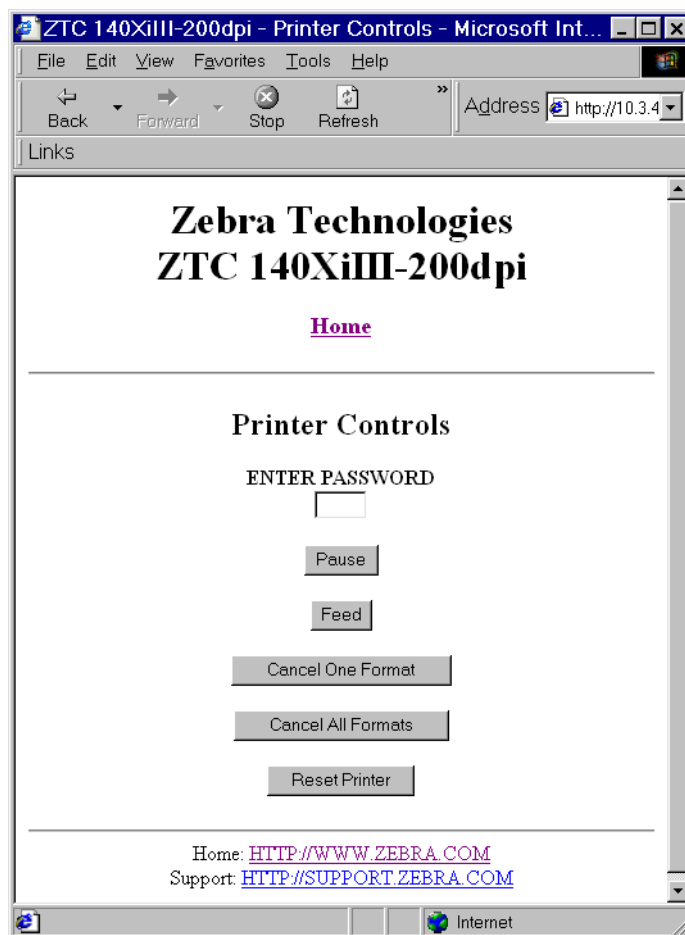 ZTC 140XiIII-200dpi - Printer Controls - Microsoft Int...
File Edit View Favorites Tools Help
Back Forward Stop Refresh » Address http://10.3.4
Links
Zebra Technologies
ZTC 140XiIII-200dpi
Home
Printer Controls
ENTER PASSWORD
Pause
Feed
Cancel One Format
Cancel All Formats
Reset Printer
Home: HTTP://WWW.ZEBRA.COM
Support: HTTP://SUPPORT.ZEBRA.COM
Internet